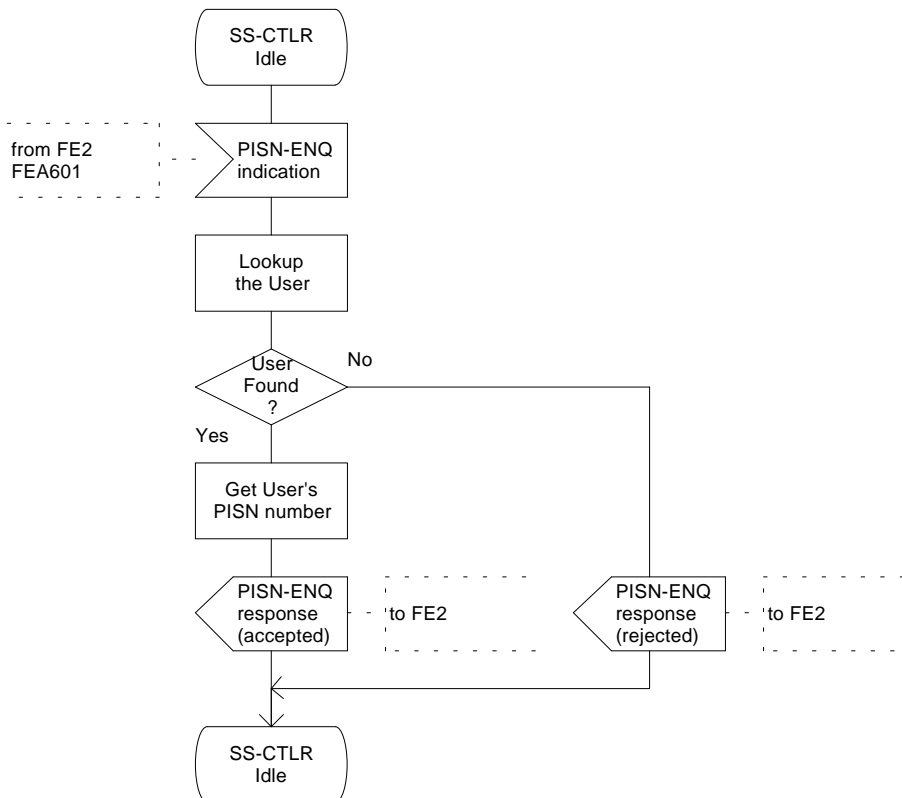 SS-CTLR
Idle
from FE2
FEA601
PISN-ENQ
indication
Lookup
the User
User
Found
?
No
Yes
Get User's
PISN number
PISN-ENQ
response
(accepted)
to FE2
PISN-ENQ
response
(rejected)
to FE2
SS-CTLR
Idle